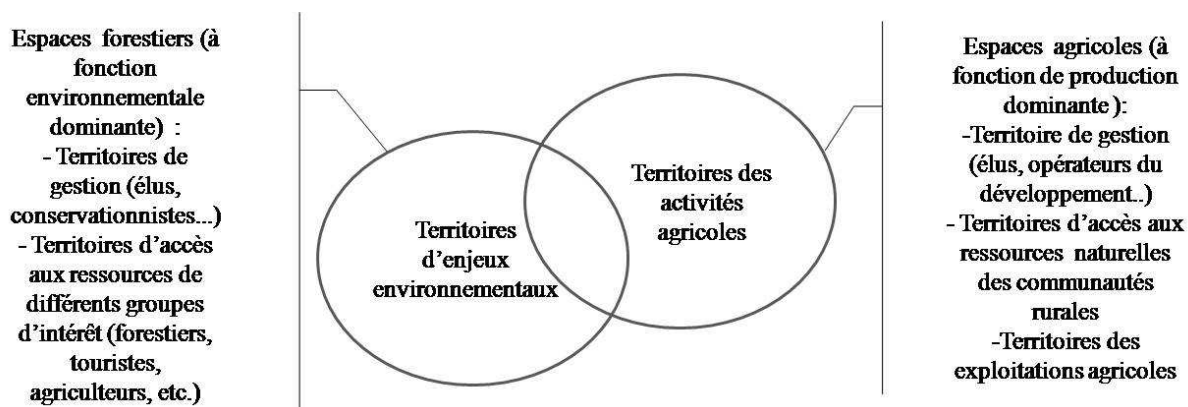 Espaces forestiers (à
fonction
environnementale
dominante) :
- Territoires de
gestion (élus,
conservationnistes...)
- Territoires d'accès
aux ressources de
différents groupes
d'intérêt (forestiers,
touristes,
agriculteurs, etc.)
Territoires
d'enjeux
environnementaux
Territoires des
activités
agricoles
Espaces agricoles (à
fonction de production
dominante ):
-Territoire de gestion
(élus, opérateurs du
développement..)
- Territoires d'accès aux
ressources naturelles
des communautés
rurales
-Territoires des
exploitations agricoles